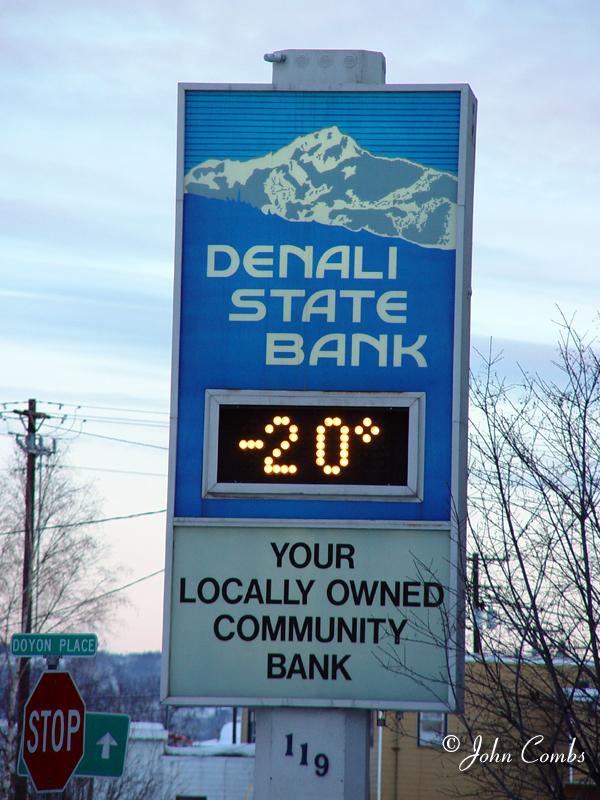 DENALI
STATE
BANK
-20°
YOUR
LOCALLY OWNED
COMMUNITY
BANK
DOYON PLACE
STOP
119
© John Combs